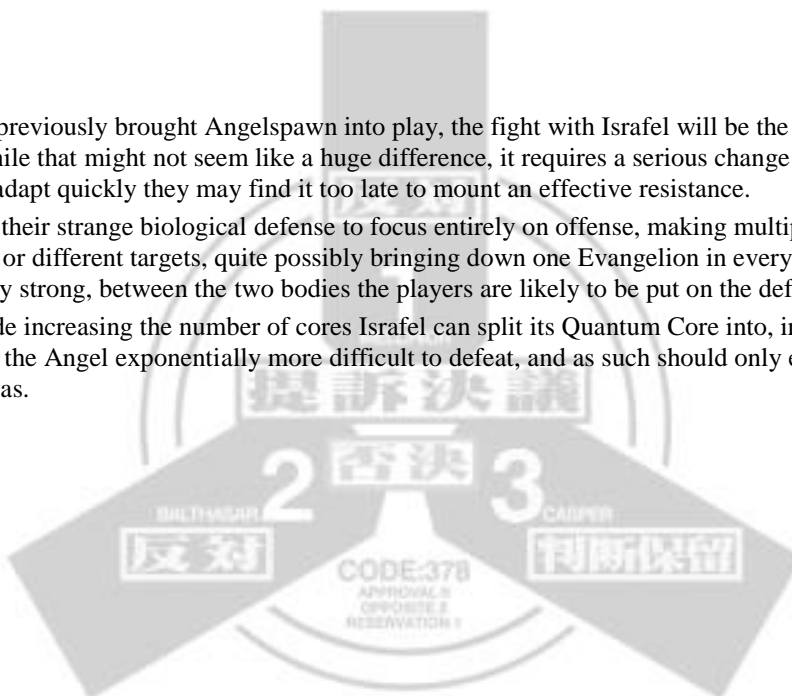 previously brought Angelspawn into play, the fight with Israfel will be the
ile that might not seem like a huge difference, it requires a serious change
adapt quickly they may find it too late to mount an effective resistance.
their strange biological defense to focus entirely on offense, making multip
or different targets, quite possibly bringing down one Evangelion in every
y strong, between the two bodies the players are likely to be put on the def
de increasing the number of cores Israfel can split its Quantum Core into, in
the Angel exponentially more difficult to defeat, and as such should only e
as.
反対
1
提訴決議
否決
2
3
BALTHASAR
CASPER
反対
判断保留
CODE:378
APPROVAL:0
OPPOSITE:2
RESERVATION:1